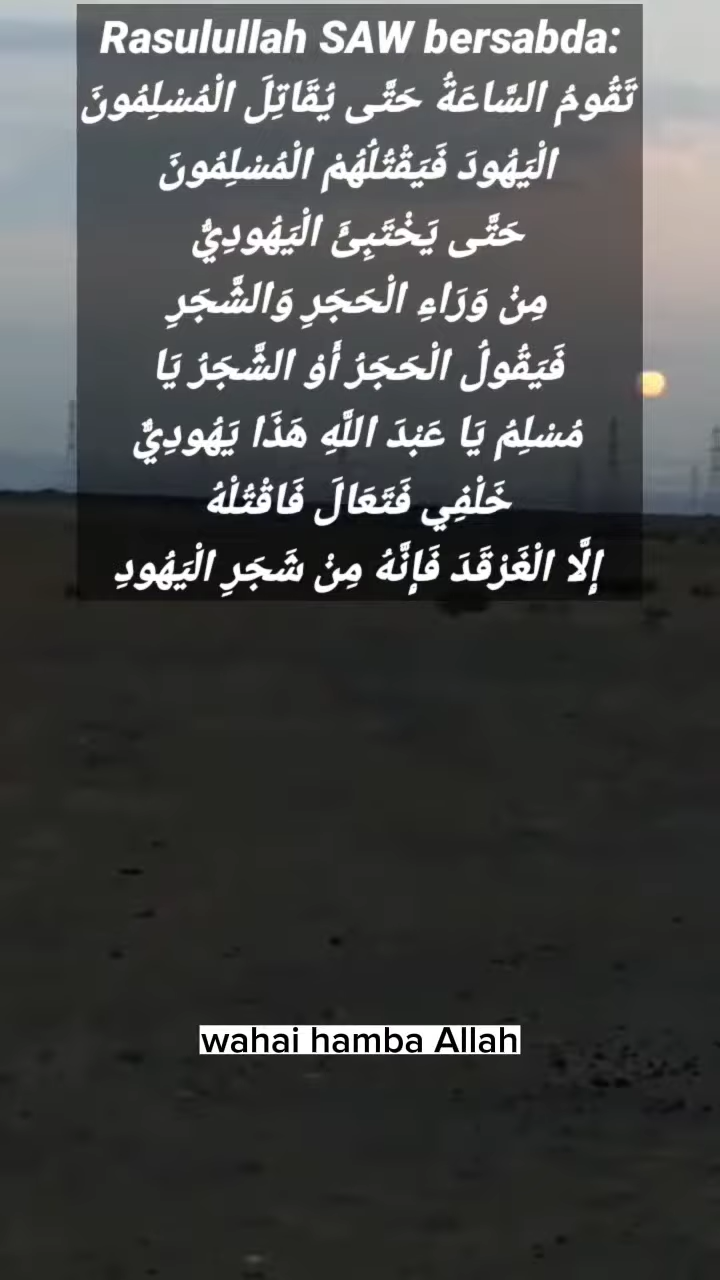 Rasulullah SAW bersabda:
تَقُومُ السَّاعَةُ حَتَّى يُقَاتِلَ الْمُسْلِمُونَ
الْيَهُودَ فَيَقْتُلُهُمْ الْمُسْلِمُونَ
حَتَّى يَخْتَبِئَ الْيَهُودِيُّ
مِنْ وَرَاءِ الْحَجَرِ وَالشَّجَرِ
فَيَقُولُ الْحَجَرُ أَوْ الشَّجَرُ يَا
مُسْلِمُ يَا عَبْدَ اللَّهِ هَذَا يَهُودِيٌّ
خَلْفِي فَتَعَالَ فَاقْتُلْهُ
إِلَّا الْغَرْقَدَ فَإِنَّهُ مِنْ شَجَرِ الْيَهُودِ
wahai hamba Allah